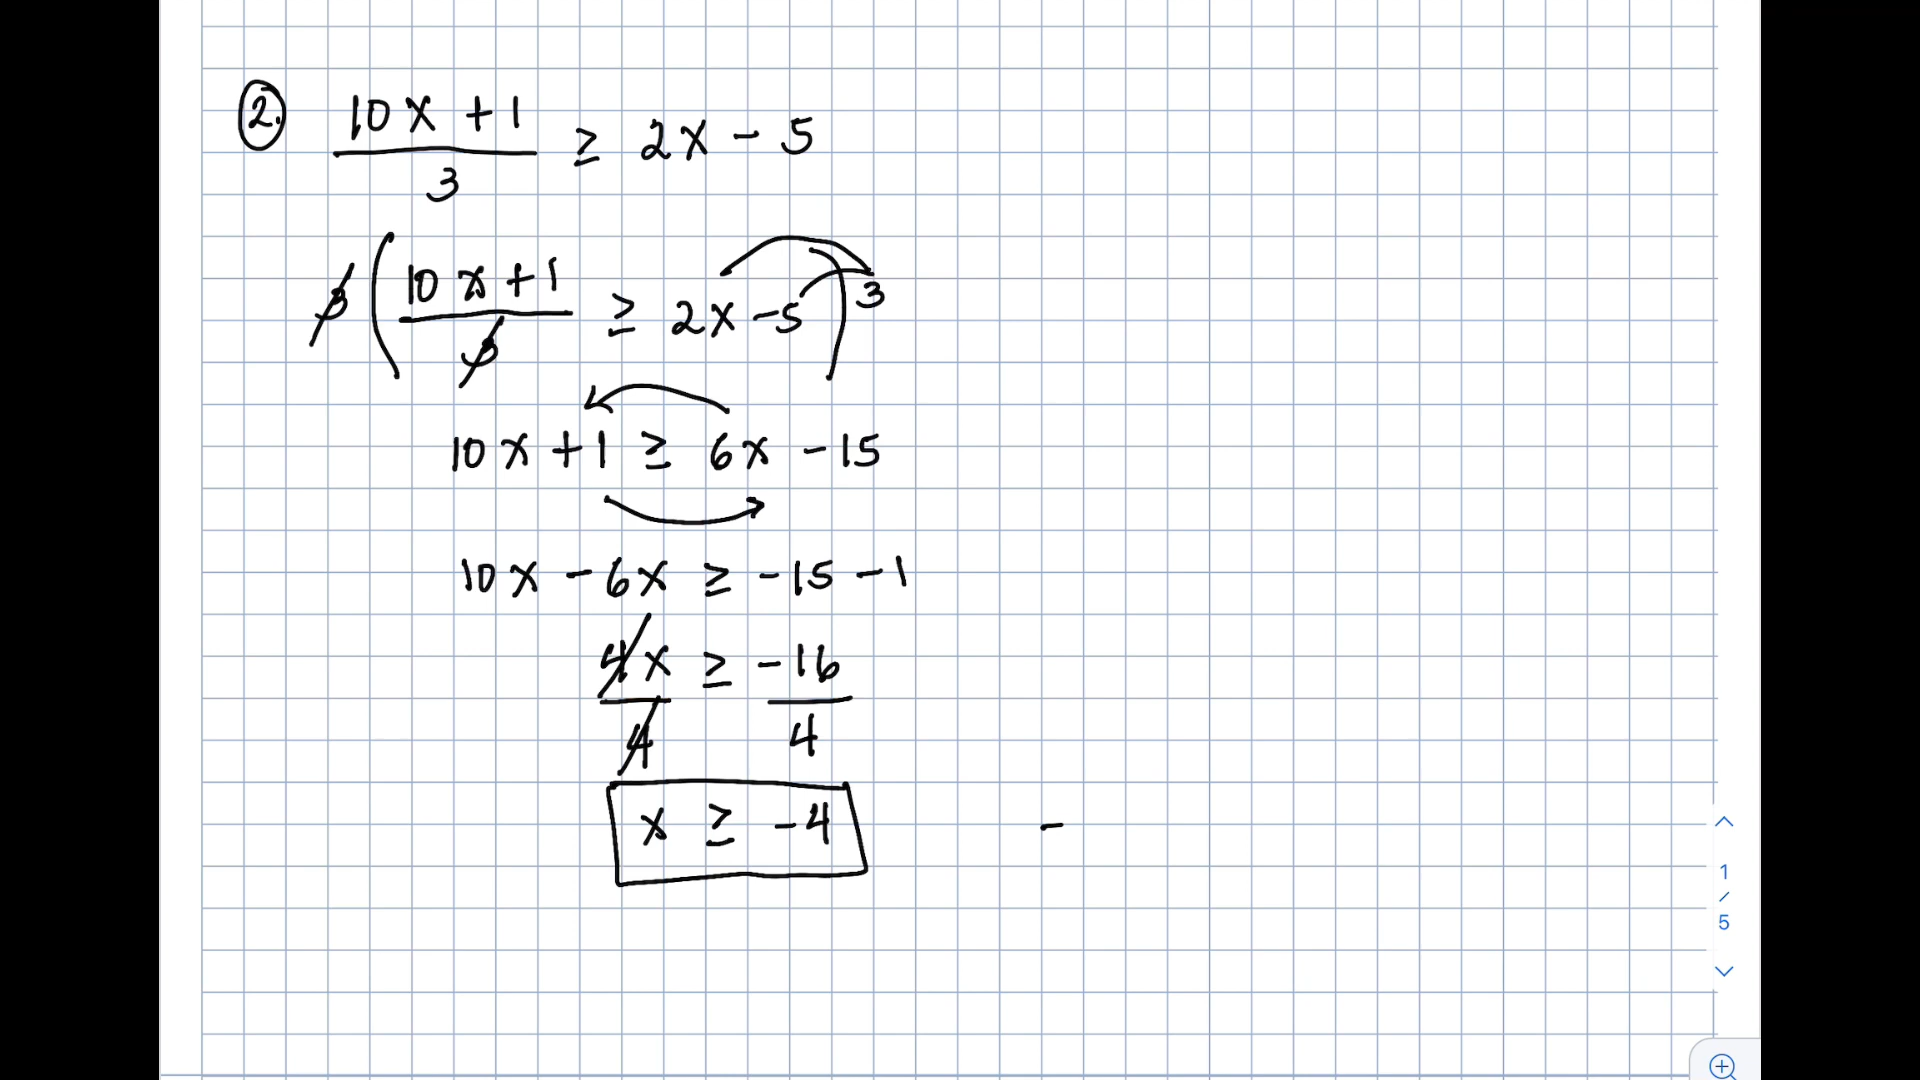 2. (10x + 1)/3 ≥ 2x - 5
3((10x + 1)/3 ≥ 2x - 5)3
10x + 1 ≥ 6x - 15
10x - 6x ≥ -15 - 1
4x/4 ≥ -16/4
x ≥ -4 -
1
/
5